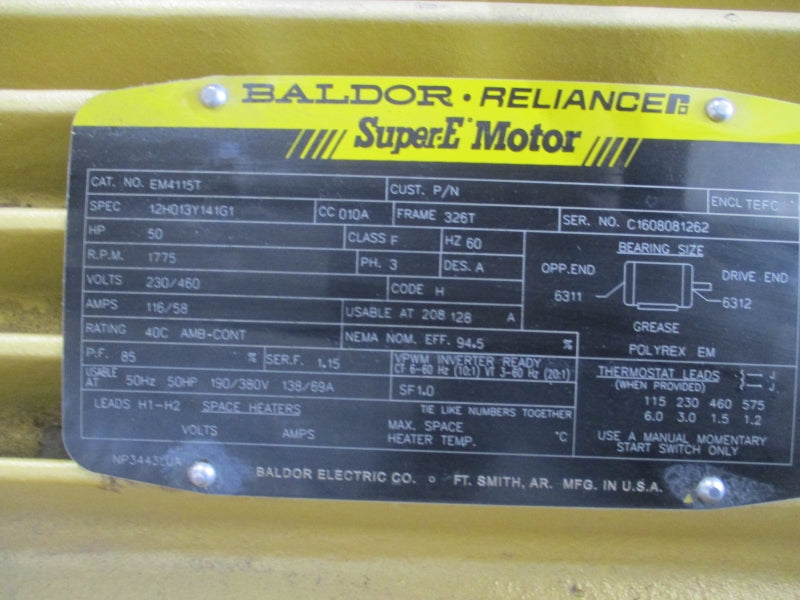 BALDOR • RELIANCE
Super-E Motor
CAT. NO. EM4115T CUST. P/N ENCL TEFC
SPEC 12H013Y141G1 CC 010A FRAME 326T SER. NO. C1608081262
HP 50 CLASS F HZ 60
R.P.M. 1775 PH. 3 DES. A
VOLTS 230/460 CODE H
AMPS 116/58 USABLE AT 208 128 A
RATING 40C AMB-CONT NEMA NOM. EFF. 94.5 %
P.F. 85 % SER.F. 1.15 VPWM INVERTER READY
CT 6-60 HZ (10:1) VT 3-60 HZ (20:1)
USABLE AT 50Hz 50HP 190/380V 138/69A SF1.0
LEADS H1-H2 SPACE HEATERS TIE LIKE NUMBERS TOGETHER
VOLTS AMPS MAX. SPACE HEATER TEMP. °C
BEARING SIZE
OPP.END DRIVE END
6311 6312
GREASE
POLYREX EM
THERMOSTAT LEADS J
(WHEN PROVIDED) J
115 230 460 575
6.0 3.0 1.5 1.2
USE A MANUAL MOMENTARY
START SWITCH ONLY
BALDOR ELECTRIC CO. ○ FT. SMITH, AR. MFG. IN U.S.A.